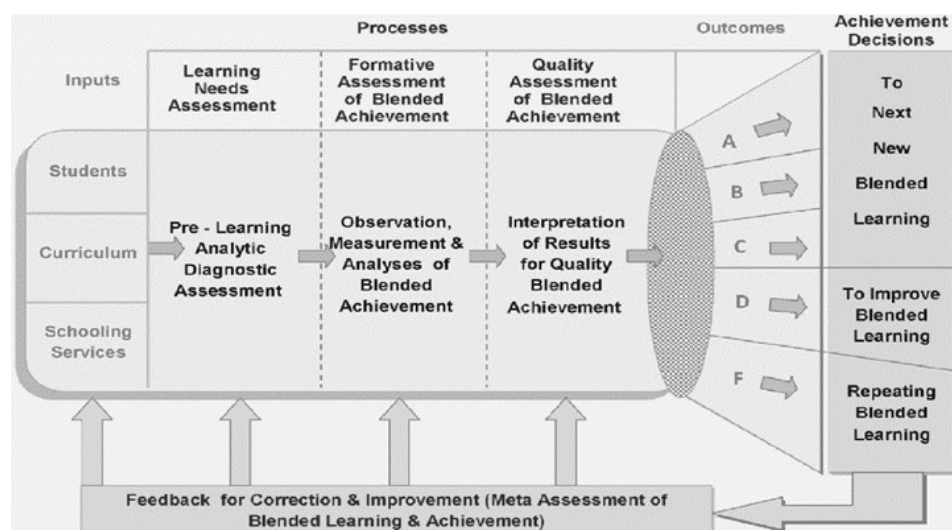 Processes
Outcomes
Achievement
Decisions
Inputs
Learning
Needs
Assessment
Formative
Assessment
of Blended
Achievement
Quality
Assessment
of Blended
Achievement
Students
Curriculum
Schooling
Services
Pre - Learning
Analytic
Diagnostic
Assessment
Observation,
Measurement &
Analyses of
Blended
Achievement
Interpretation
of Results
for Quality
Blended
Achievement
A
B
C
D
F
To
Next
New
Blended
Learning
To Improve
Blended
Learning
Repeating
Blended
Learning
Feedback for Correction & Improvement (Meta Assessment of
Blended Learning & Achievement)